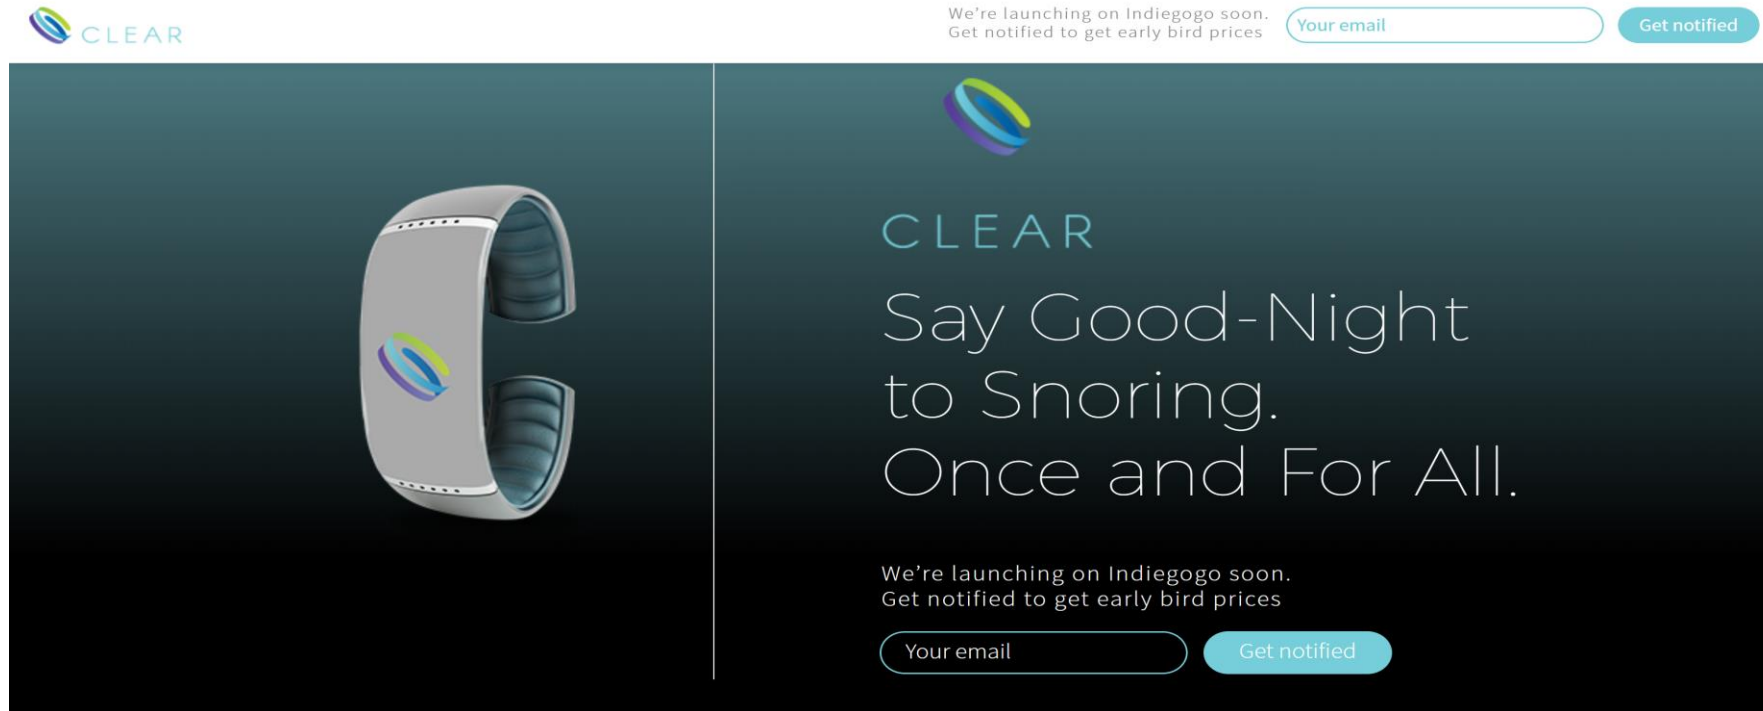 CLEAR
We're launching on Indiegogo soon.
Get notified to get early bird prices
Your email
Get notified
CLEAR
Say Good-Night
to Snoring.
Once and For All.
We're launching on Indiegogo soon.
Get notified to get early bird prices
Your email
Get notified